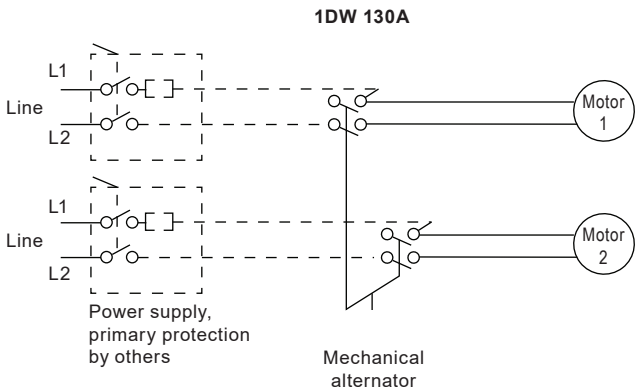 1DW 130A
L1
Line
L2
Motor
1
L1
Line
L2
Motor
2
Power supply,
primary protection
by others
Mechanical
alternator